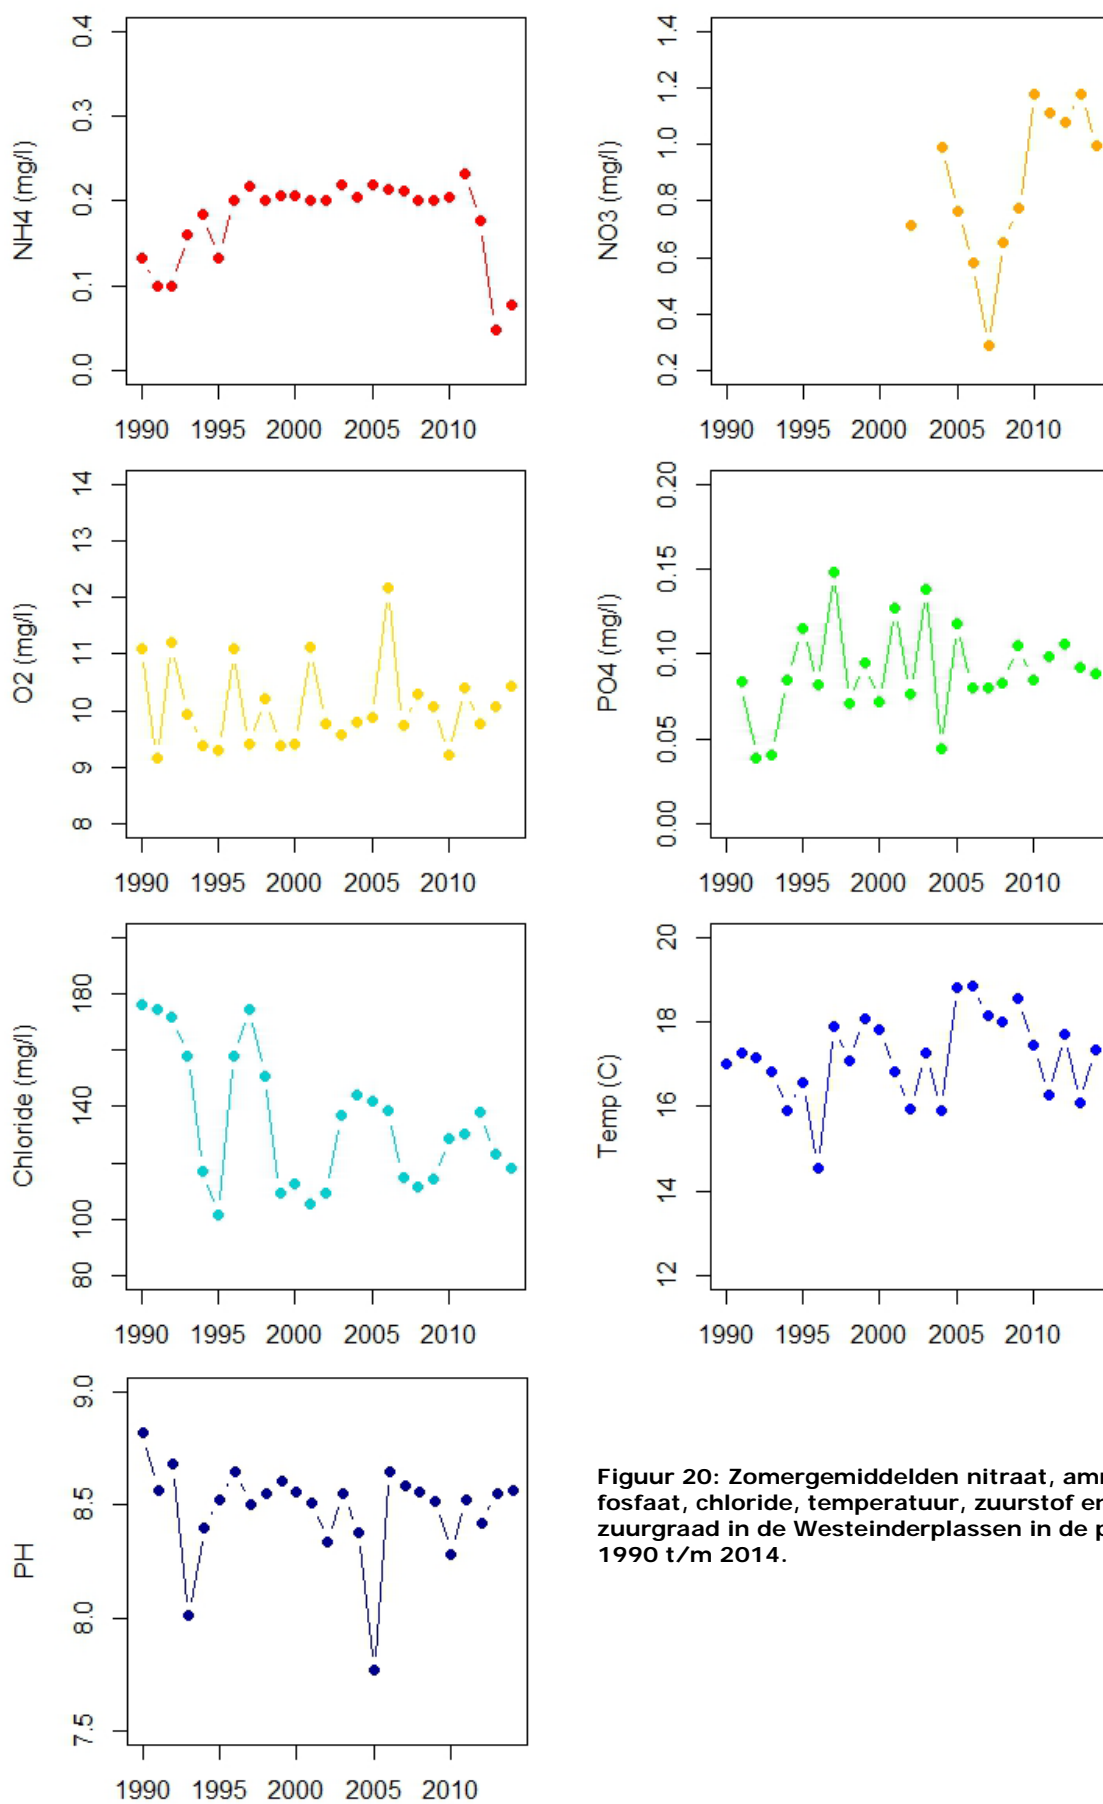 NH4 (mg/l)
0.0 0.1 0.2 0.3 0.4
1990 1995 2000 2005 2010
NO3 (mg/l)
0.2 0.4 0.6 0.8 1.0 1.2 1.4
1990 1995 2000 2005 2010
O2 (mg/l)
8 9 10 11 12 13 14
1990 1995 2000 2005 2010
PO4 (mg/l)
0.00 0.05 0.10 0.15 0.20
1990 1995 2000 2005 2010
Chloride (mg/l)
80 100 140 180
1990 1995 2000 2005 2010
Temp (C)
12 14 16 18 20
1990 1995 2000 2005 2010
PH
7.5 8.0 8.5 9.0
1990 1995 2000 2005 2010
Figuur 20: Zomergemiddelden nitraat,
fosfaat, chloride, temperatuur, zuurstof en
zuurgraad in de Westeinderplassen in de
1990 t/m 2014.